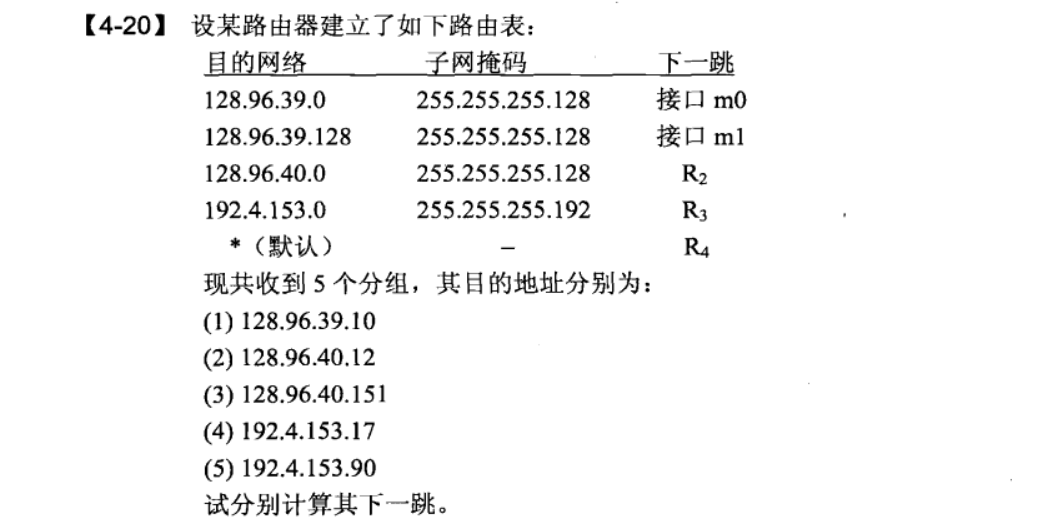 【4-20】 设某路由器建立了如下路由表:
目的网络 子网掩码 下一跳
128.96.39.0 255.255.255.128 接口 m0
128.96.39.128 255.255.255.128 接口 m1
128.96.40.0 255.255.255.128 R₂
192.4.153.0 255.255.255.192 R₃
*（默认） – R₄
现共收到 5 个分组，其目的地址分别为:
(1) 128.96.39.10
(2) 128.96.40.12
(3) 128.96.40.151
(4) 192.4.153.17
(5) 192.4.153.90
试分别计算其下一跳。